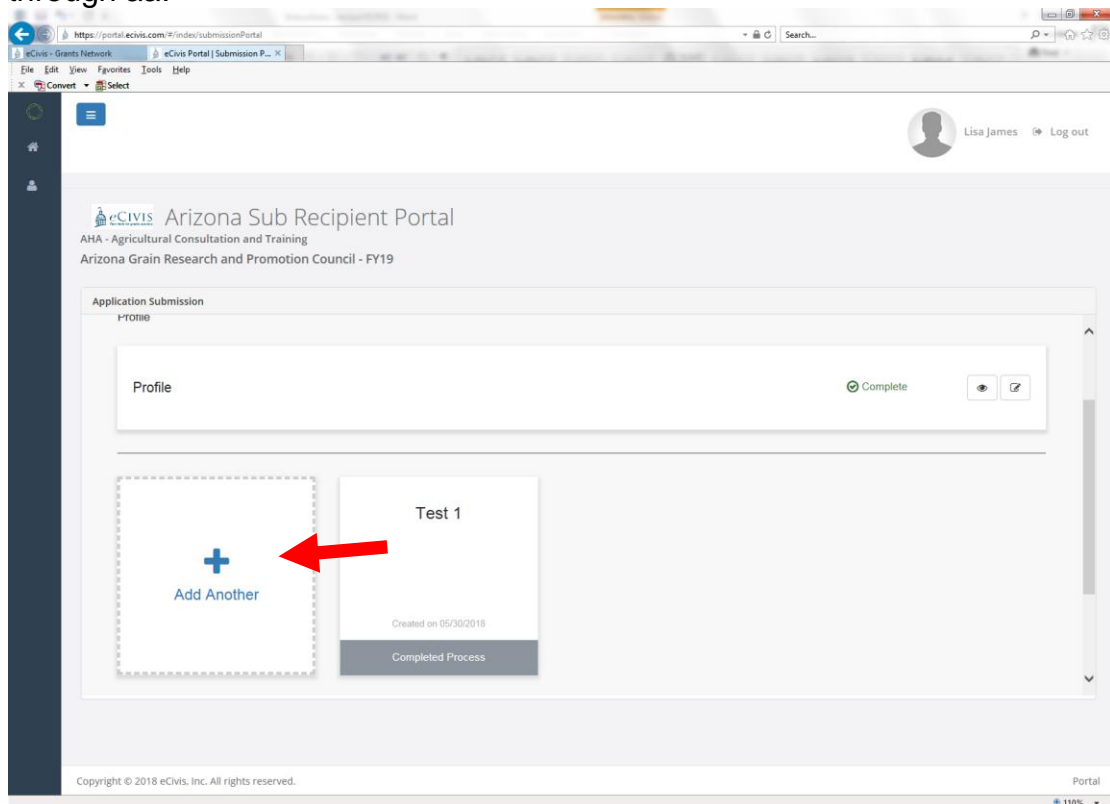 through aa.
https://portal.ecivis.com/#/index/submissionPortal
Search...
eCivis - Grants Network
eCivis Portal | Submission P...
File Edit View Favorites Tools Help
Convert Select
Lisa James Log out
eCIVIS Arizona Sub Recipient Portal
AHA - Agricultural Consultation and Training
Arizona Grain Research and Promotion Council - FY19
Application Submission
Profile
Profile
Complete
Test 1
Add Another
Created on 05/30/2018
Completed Process
Copyright © 2018 eCivis, Inc. All rights reserved.
Portal
110%